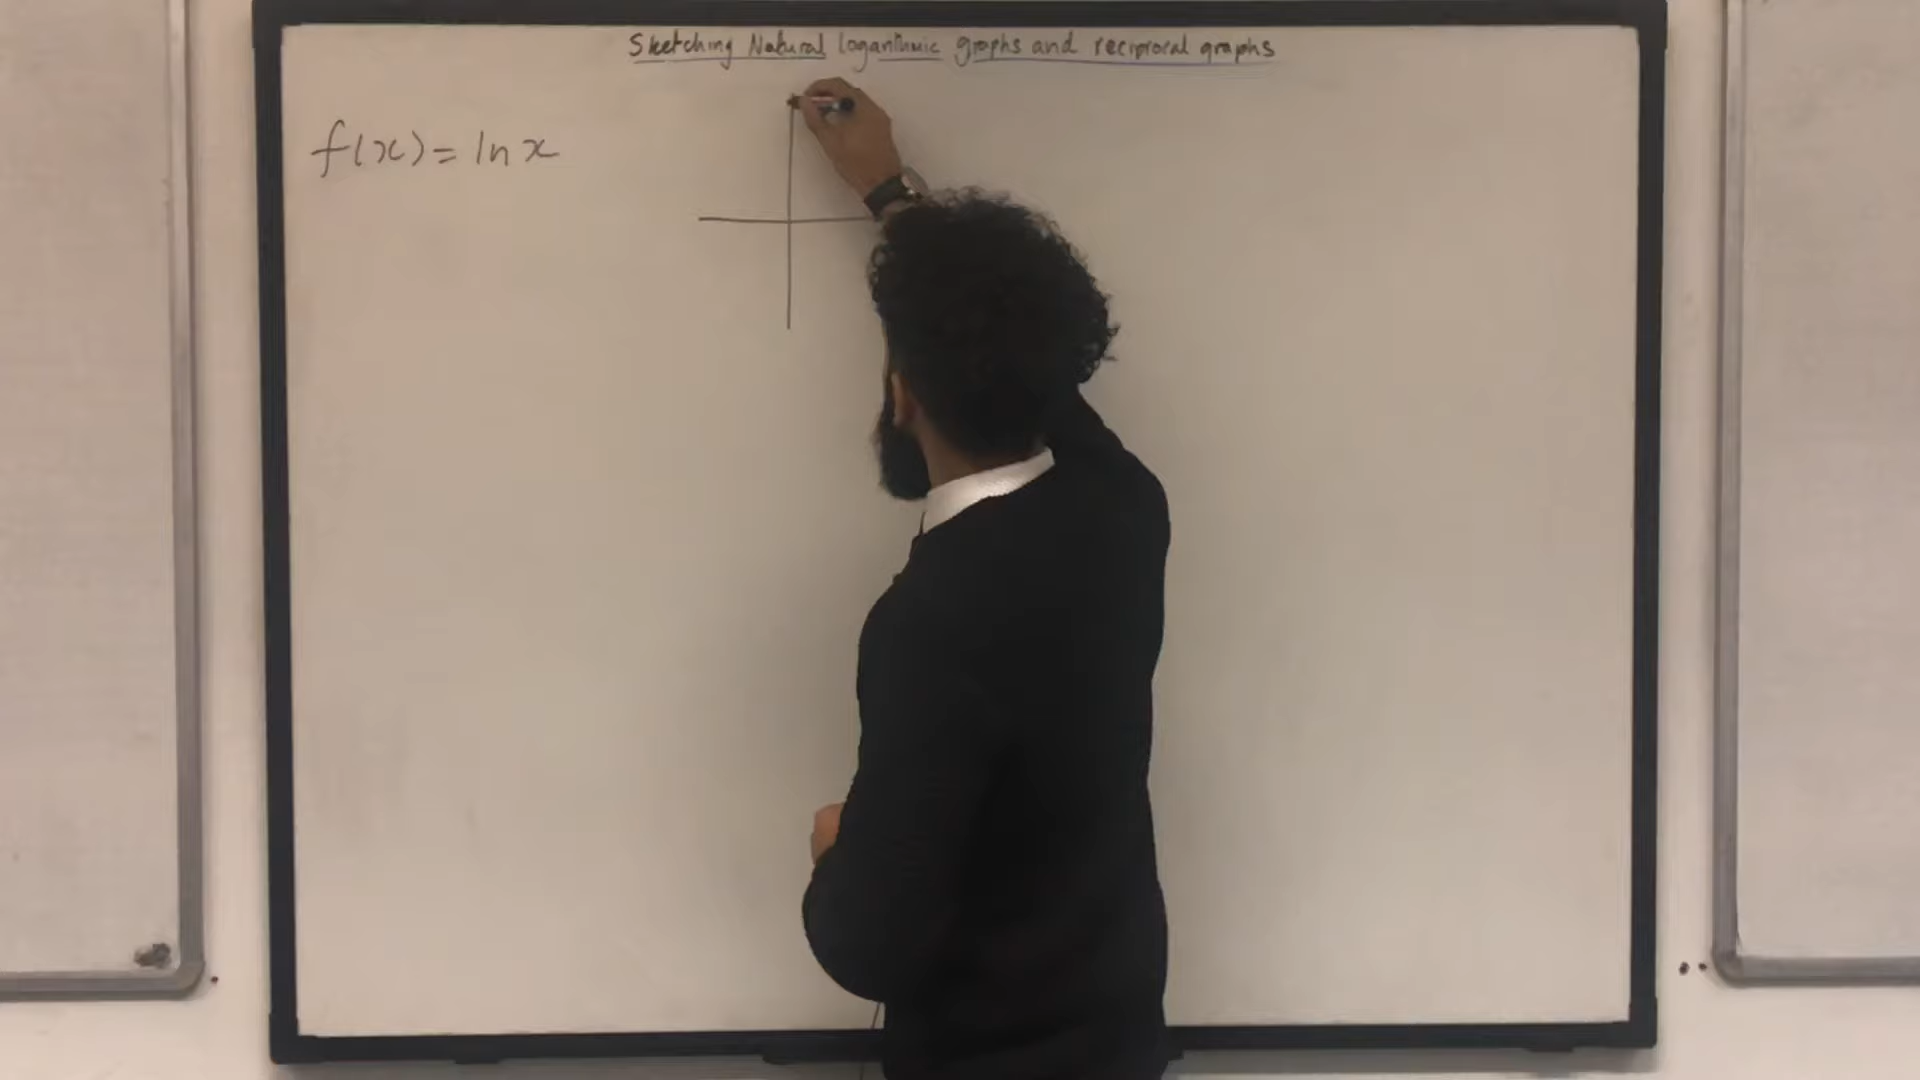 Sketching Natural logarithmic graphs and reciprocal graphs
f(x) = ln x